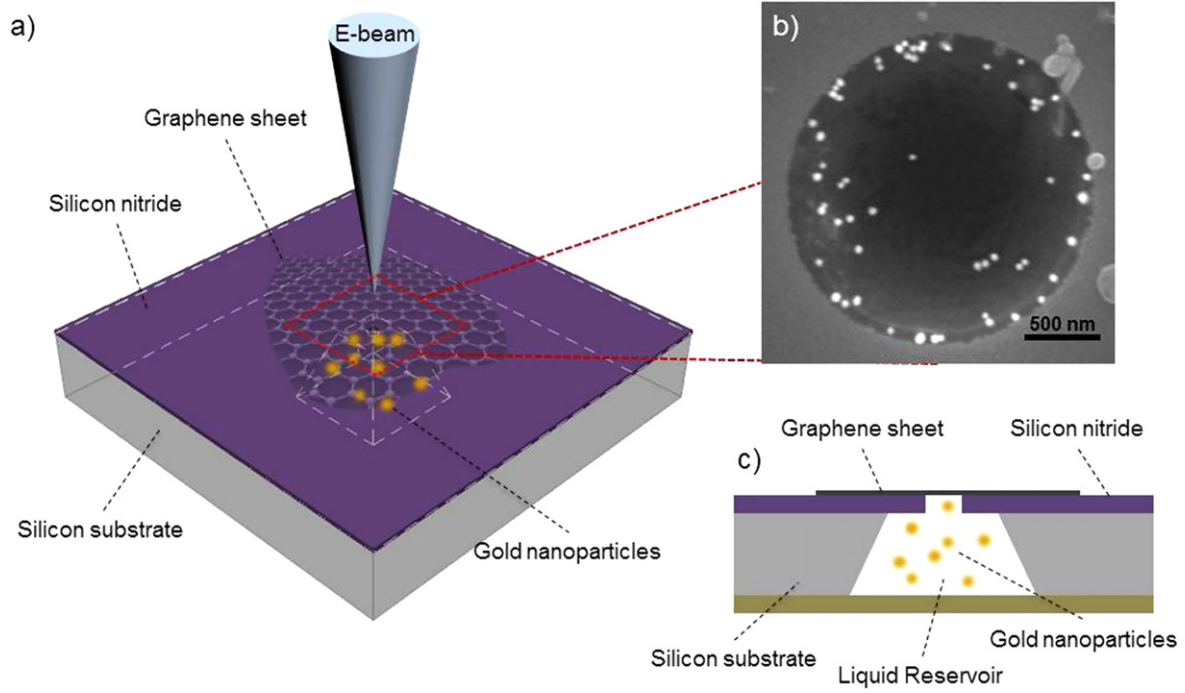 a)
E-beam
Graphene sheet
Silicon nitride
Silicon substrate
Gold nanoparticles
b)
500 nm
c)
Graphene sheet
Silicon nitride
Silicon substrate
Liquid Reservoir
Gold nanoparticles